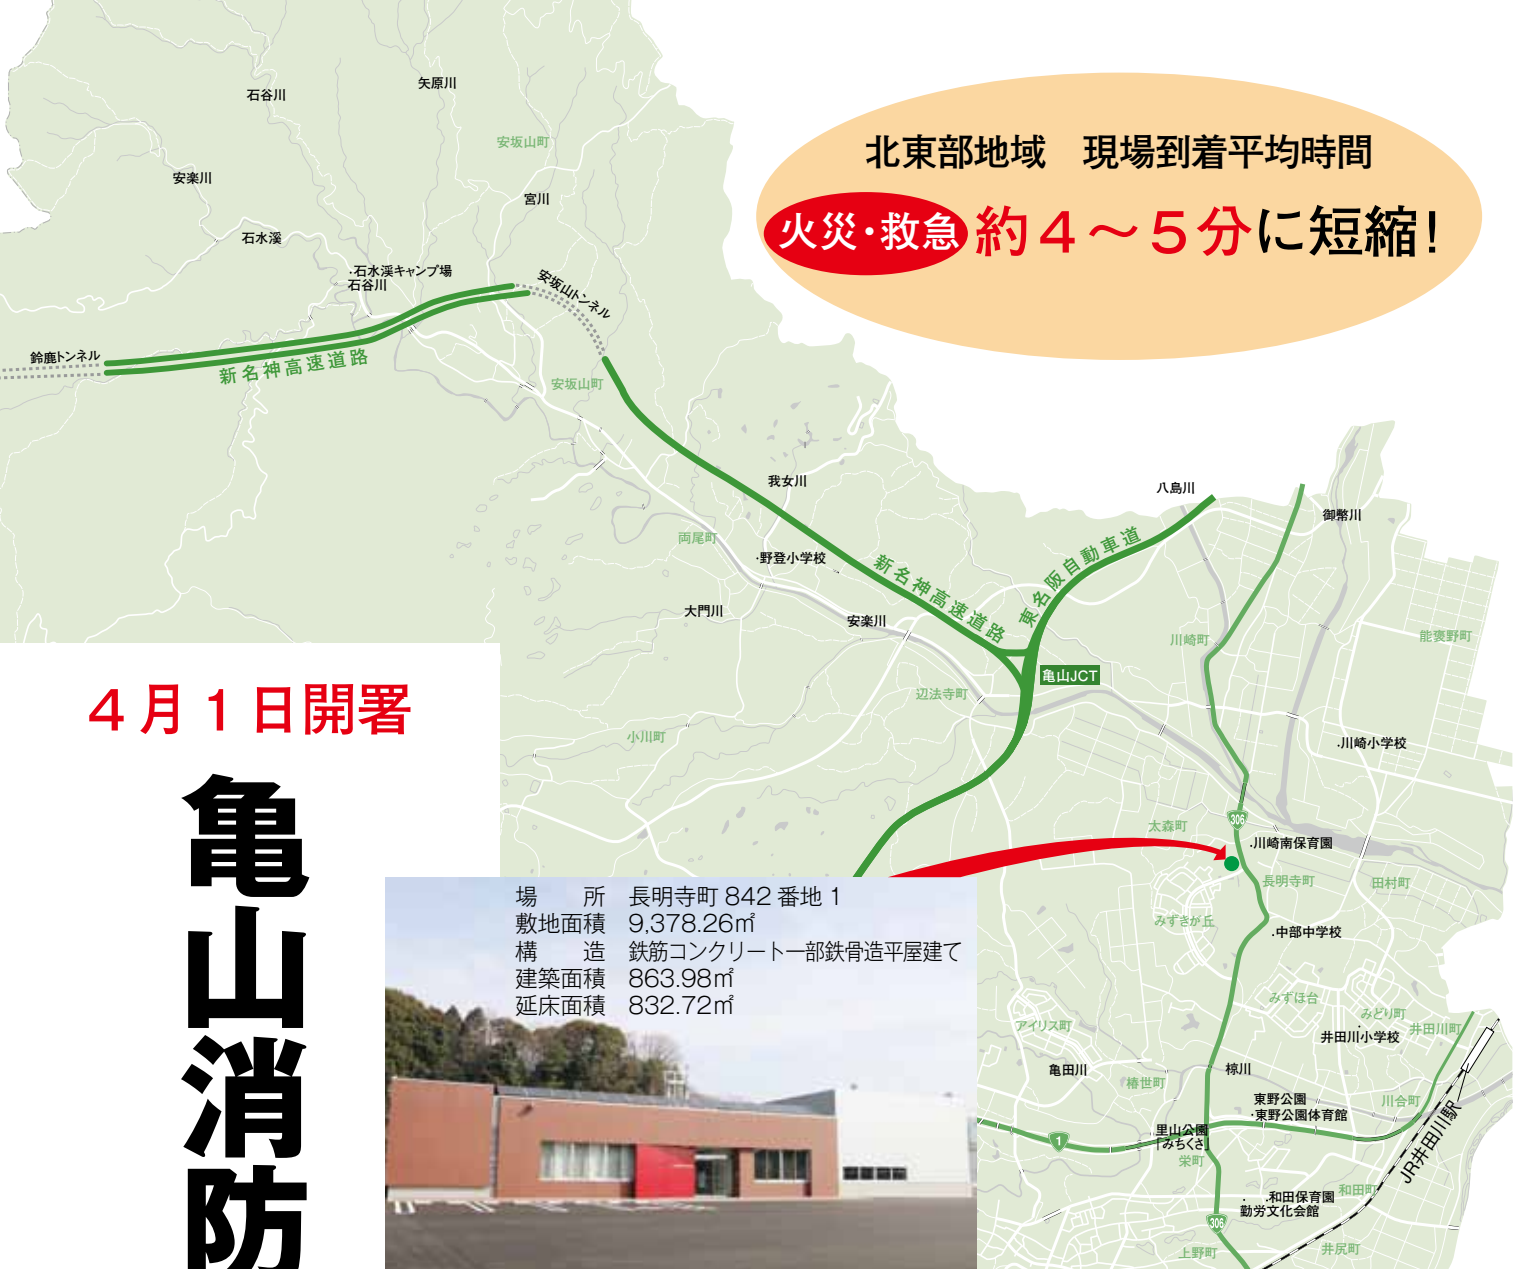 北東部地域　現場到着平均時間
火災・救急 約４～５分に短縮！
石谷川
矢原川
安坂山町
安楽川
宮川
石水溪
・石水溪キャンプ場
石谷川
安坂山トンネル
鈴鹿トンネル
新名神高速道路
安坂山町
我女川
八島川
御幣川
両尾町
・野登小学校
新名神高速道路
東名阪自動車道
大門川
安楽川
川崎町
能褒野町
亀山JCT
辺法寺町
小川町
．川崎小学校
４月１日開署
亀山消防
306
太森町
．川崎南保育園
長明寺町
田村町
みずきが丘
．中部中学校
場　　所　長明寺町 842 番地 1
敷地面積　9,378.26㎡
構　　造　鉄筋コンクリート一部鉄骨造平屋建て
建築面積　863.98㎡
延床面積　832.72㎡
みずほ台
みどり町
アイリス町
井田川小学校
井田川町
亀田川
椿世町
椋川
東野公園
・東野公園体育館
川合町
里山公園
「みちくさ」
1
栄町
JR井田川駅
．和田保育園
和田町
勤労文化会館
306
上野町
井尻町